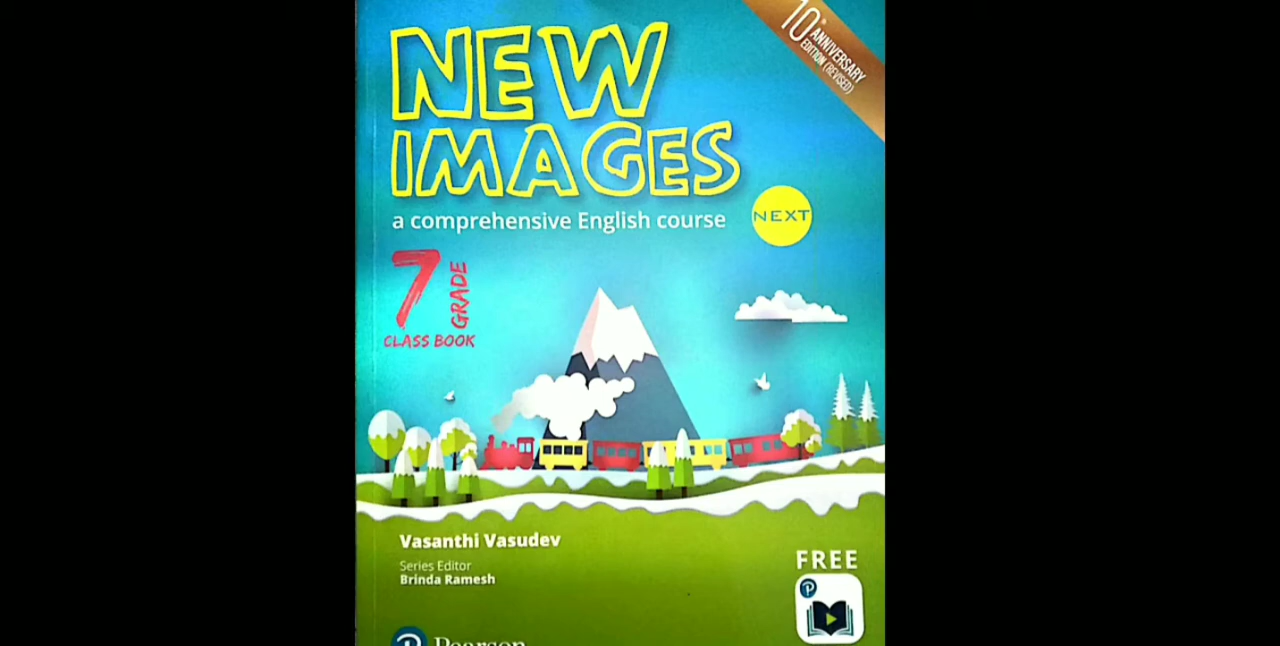 10th ANNIVERSARY
EDITION (REVISED)
NEW
IMAGES
a comprehensive English course
NEXT
7 GRADE
CLASS BOOK
Vasanthi Vasudev
Series Editor
Brinda Ramesh
FREE
P
Pearson